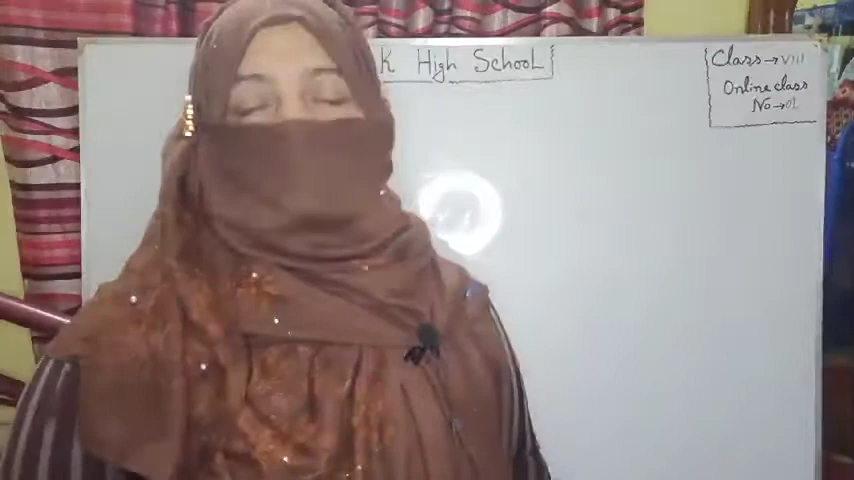 K High School
Class → VIII
Online class
No → 01